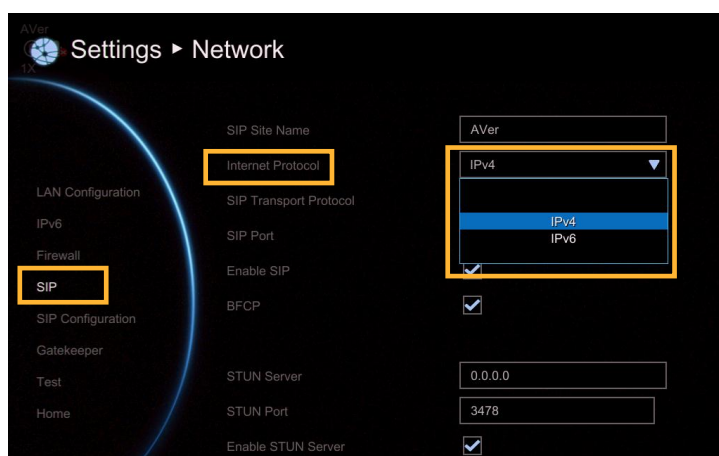 AVer
1X
Settings ▸ Network
SIP Site Name
AVer
Internet Protocol
IPv4
IPv4
IPv6
SIP Transport Protocol
SIP Port
Enable SIP
BFCP
STUN Server
0.0.0.0
STUN Port
3478
Enable STUN Server
LAN Configuration
IPv6
Firewall
SIP
SIP Configuration
Gatekeeper
Test
Home